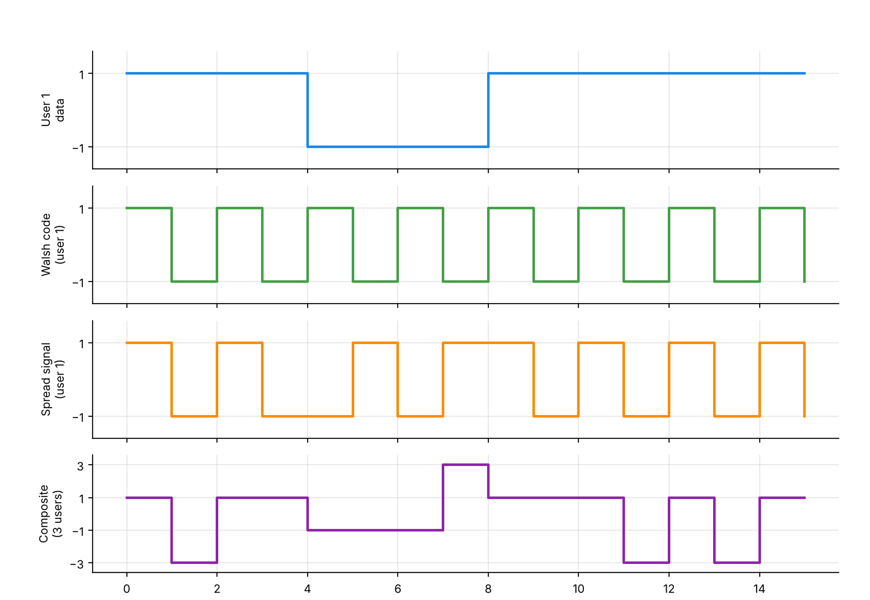 User 1
data
1
−1
Walsh code
(user 1)
1
−1
Spread signal
(user 1)
1
−1
Composite
(3 users)
3
1
−1
−3
0 2 4 6 8 10 12 14